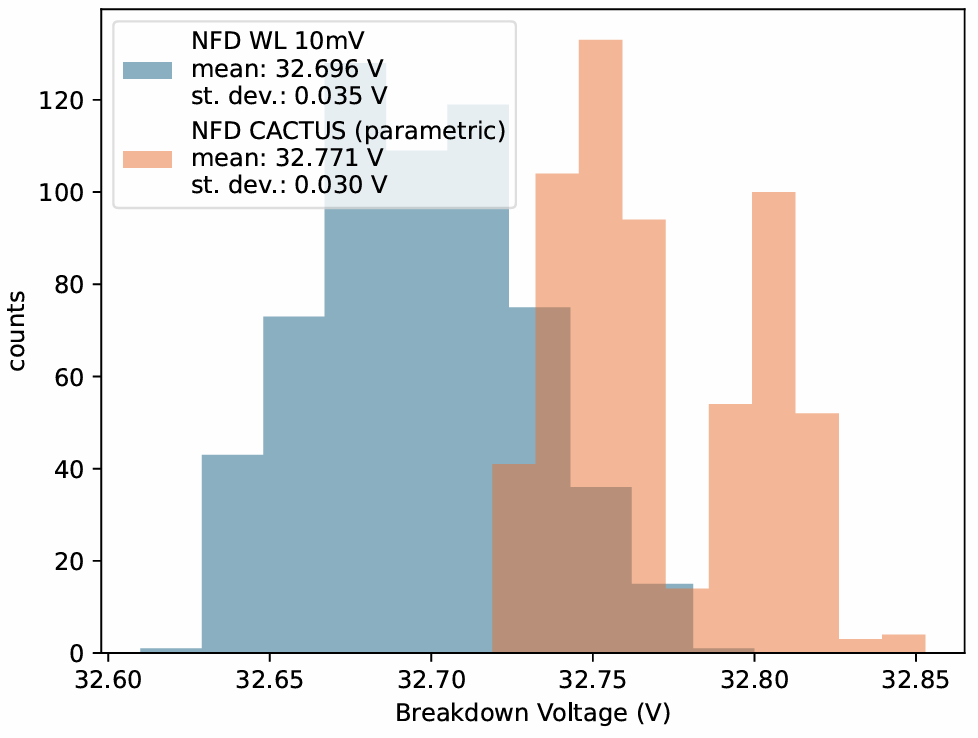 NFD WL 10mV
mean: 32.696 V
st. dev.: 0.035 V
NFD CACTUS (parametric)
mean: 32.771 V
st. dev.: 0.030 V
120
100
80
60
40
20
0
counts
32.60 32.65 32.70 32.75 32.80 32.85
Breakdown Voltage (V)